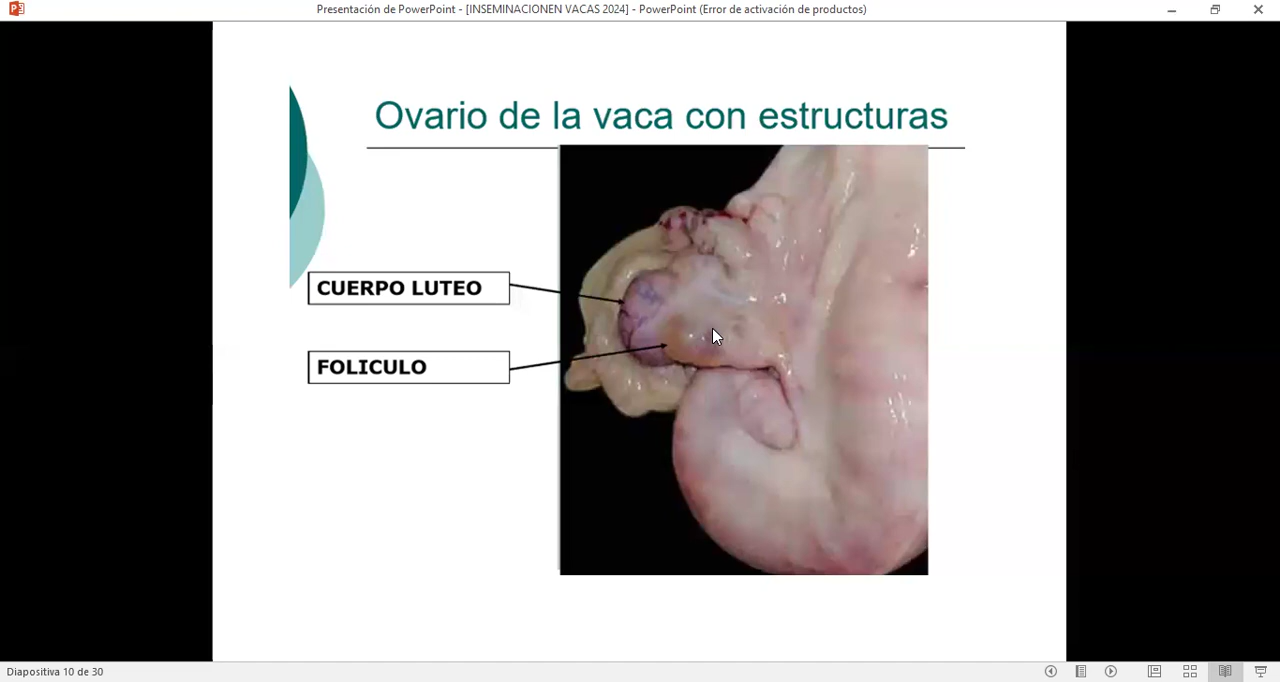 Presentación de PowerPoint - [INSEMINACIONEN VACAS 2024] - PowerPoint (Error de activación de productos)
Ovario de la vaca con estructuras
CUERPO LUTEO
FOLICULO
Diapositiva 10 de 30